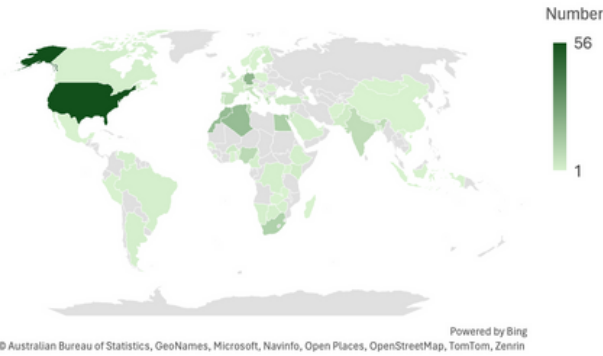 Number
56
1
Powered by Bing
© Australian Bureau of Statistics, GeoNames, Microsoft, Navinfo, Open Places, OpenStreetMap, TomTom, Zenrin